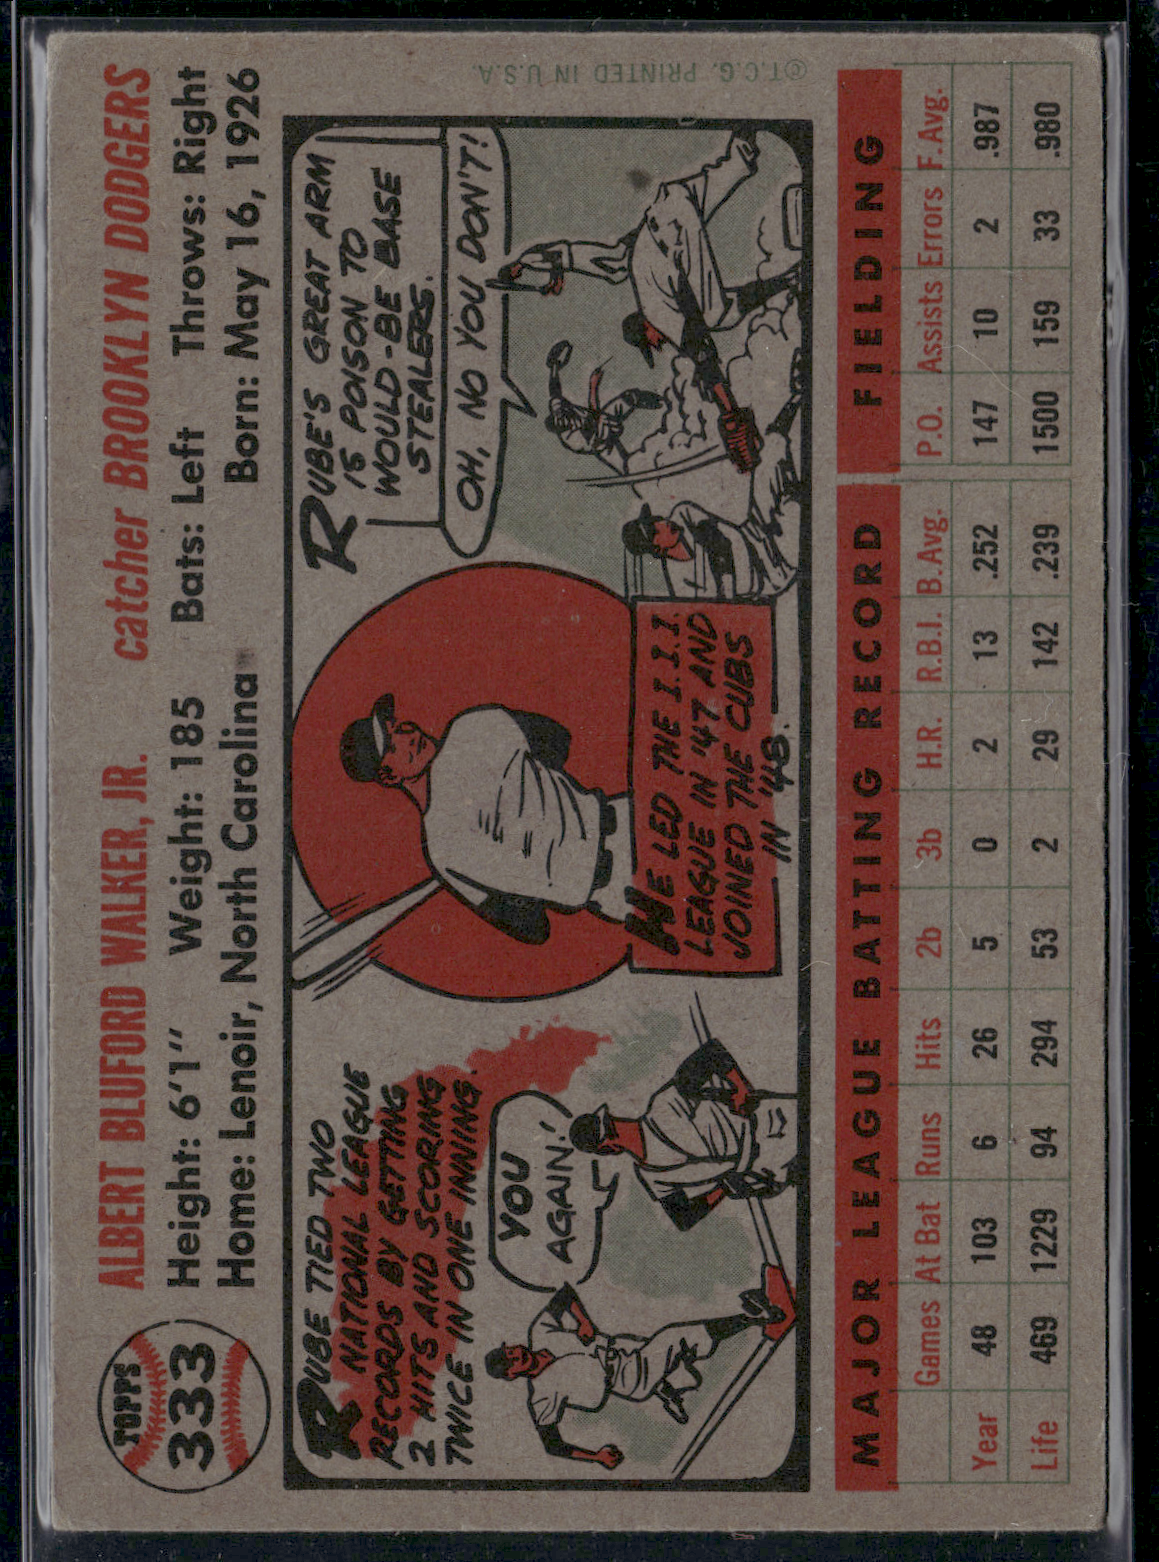 TOPPS
333
ALBERT BLUFORD WALKER, JR. catcher BROOKLYN DODGERS
Height: 6'1" Weight: 185 Bats: Left Throws: Right
Home: Lenoir, North Carolina Born: May 16, 1926
RUBE TIED TWO
NATIONAL LEAGUE
RECORDS BY GETTING
2 HITS AND SCORING
TWICE IN ONE INNING.
YOU
AGAIN!
HE LED THE I.I.I.
LEAGUE IN '47 AND
JOINED THE CUBS
IN '48.
RUBE'S GREAT ARM
IS POISON TO
WOULD-BE BASE
STEALERS.
OH, NO YOU DON'T!
©T.C.G. PRINTED IN U.S.A.
MAJOR LEAGUE BATTING RECORD FIELDING
Games At Bat Runs Hits 2b 3b H.R. R.B.I. B.Avg. P.O. Assists Errors F.Avg.
Year 48 103 6 26 5 0 2 13 .252 147 10 2 .987
Life 469 1229 94 294 53 2 29 142 .239 1500 159 33 .980